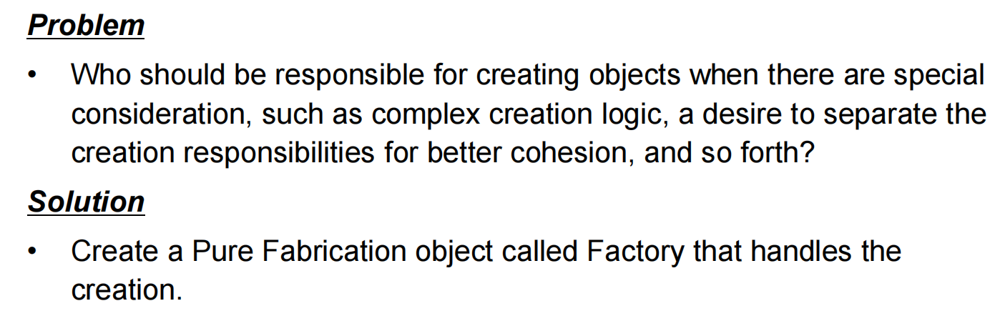 Problem
• Who should be responsible for creating objects when there are special
consideration, such as complex creation logic, a desire to separate the
creation responsibilities for better cohesion, and so forth?
Solution
• Create a Pure Fabrication object called Factory that handles the
creation.